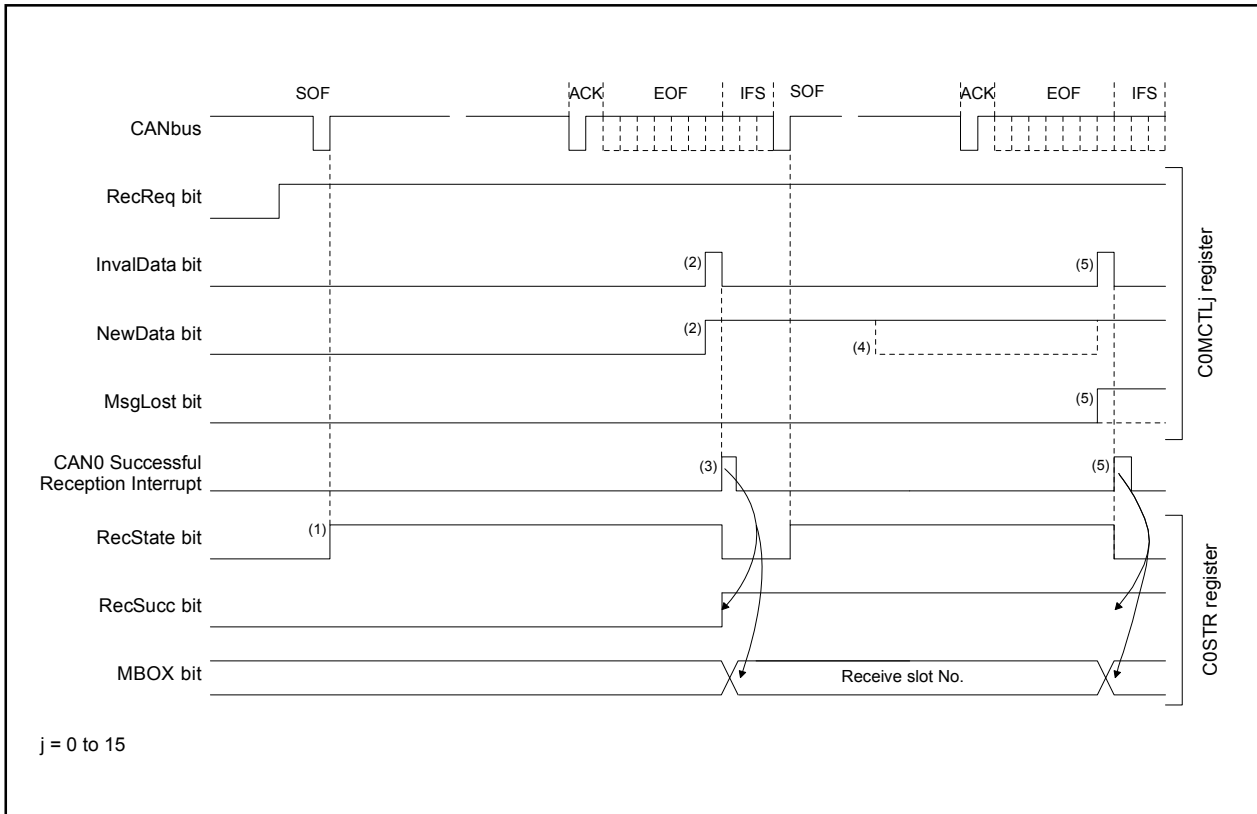 SOF ACK EOF IFS SOF ACK EOF IFS
CANbus
RecReq bit
InvalData bit (2) (5)
NewData bit (2) (4)
MsgLost bit (5)
C0MCTLj register
CAN0 Successful
Reception Interrupt (3) (5)
RecState bit (1)
RecSucc bit
MBOX bit Receive slot No.
C0STR register
j = 0 to 15